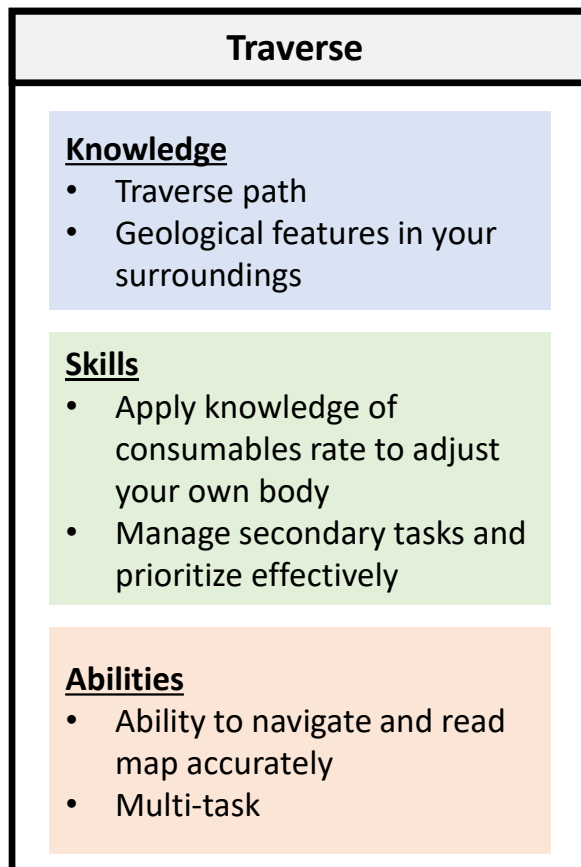 Traverse
Knowledge
• Traverse path
• Geological features in your
surroundings
Skills
• Apply knowledge of
consumables rate to adjust
your own body
• Manage secondary tasks and
prioritize effectively
Abilities
• Ability to navigate and read
map accurately
• Multi-task